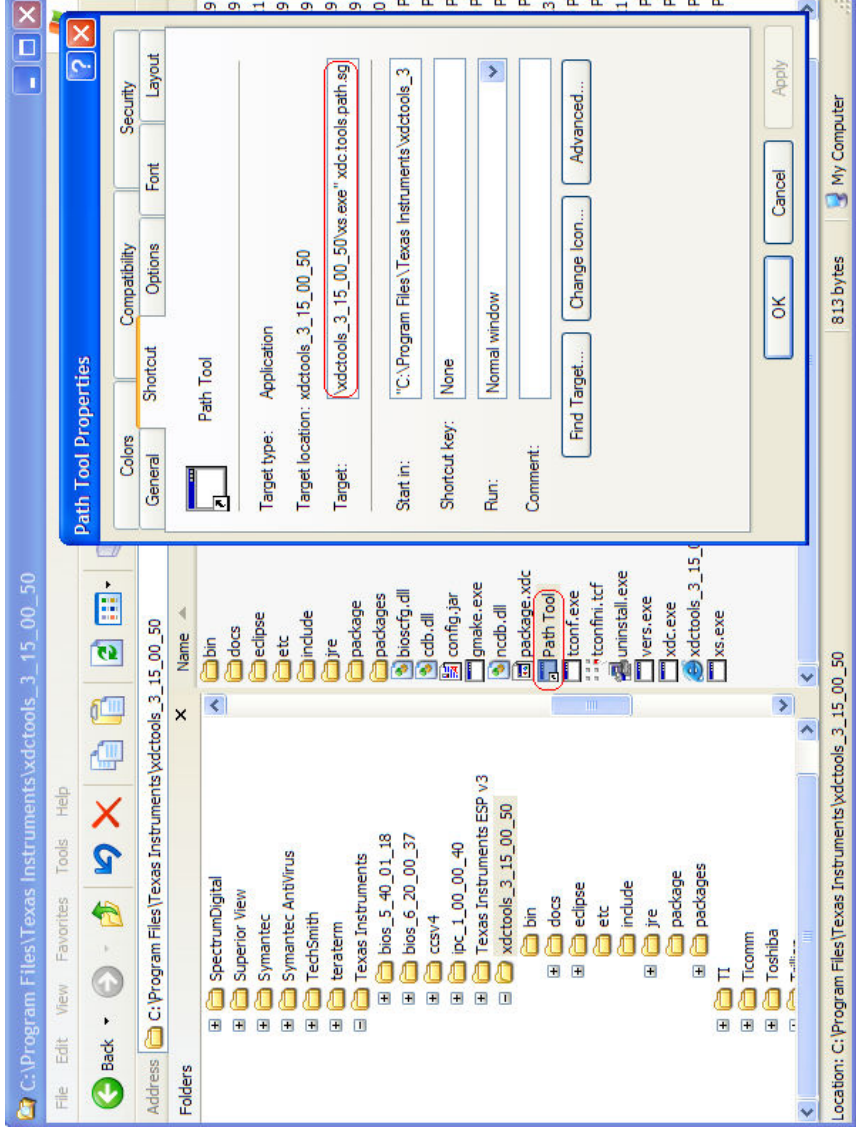 C:\Program Files\Texas Instruments\xdctools_3_15_00_50
File Edit View Favorites Tools Help
Back
Address C:\Program Files\Texas Instruments\xdctools_3_15_00_50
Folders
SpectrumDigital
Superior View
Symantec
Symantec AntiVirus
TechSmith
teraterm
Texas Instruments
bios_5_40_01_18
bios_6_20_00_37
ccsv4
ipc_1_00_00_40
Texas Instruments ESP v3
xdctools_3_15_00_50
bin
docs
eclipse
etc
include
jre
package
packages
TI
Ticomm
Toshiba
Name
bin
docs
eclipse
etc
include
jre
package
packages
bioscfg.dll
cdb.dll
config.jar
gmake.exe
ncdb.dll
package.xdc
Path Tool
tconf.exe
tconfini.tcf
uninstall.exe
vers.exe
xdc.exe
xdctools_3_15_
xs.exe
Path Tool Properties
Colors Compatibility Security
General Shortcut Options Font Layout
Path Tool
Target type: Application
Target location: xdctools_3_15_00_50
Target: \xdctools_3_15_00_50\xs.exe" xdc.tools.path.sg
Start in: "C:\Program Files\Texas Instruments\xdctools_3
Shortcut key: None
Run: Normal window
Comment:
Find Target... Change Icon... Advanced...
OK Cancel Apply
Location: C:\Program Files\Texas Instruments\xdctools_3_15_00_50
813 bytes
My Computer